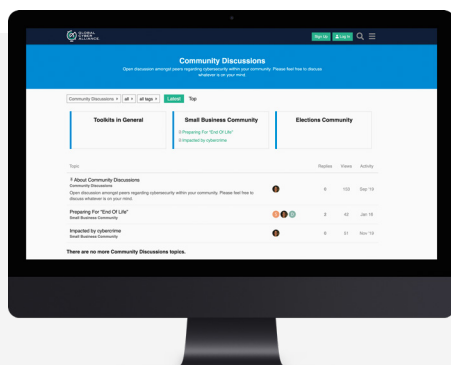 GLOBAL
CYBER
ALLIANCE
Sign Up
Log In
Community Discussions
Open discussion amongst peers regarding cybersecurity within your community. Please feel free to discuss
whatever is on your mind.
Community Discussions
all
all tags
Latest
Top
Toolkits in General
Small Business Community
Elections Community
Preparing For "End Of Life"
Impacted by cybercrime
Topic
Replies
Views
Activity
About Community Discussions
Community Discussions
Open discussion amongst peers regarding cybersecurity within your community. Please feel free to
discuss whatever is on your mind.
Sep '19
Preparing For "End Of Life"
2
42
Jan 16
Small Business Community
Impacted by cybercrime
51
Nov '19
Small Business Community
There are no more Community Discussions topics.